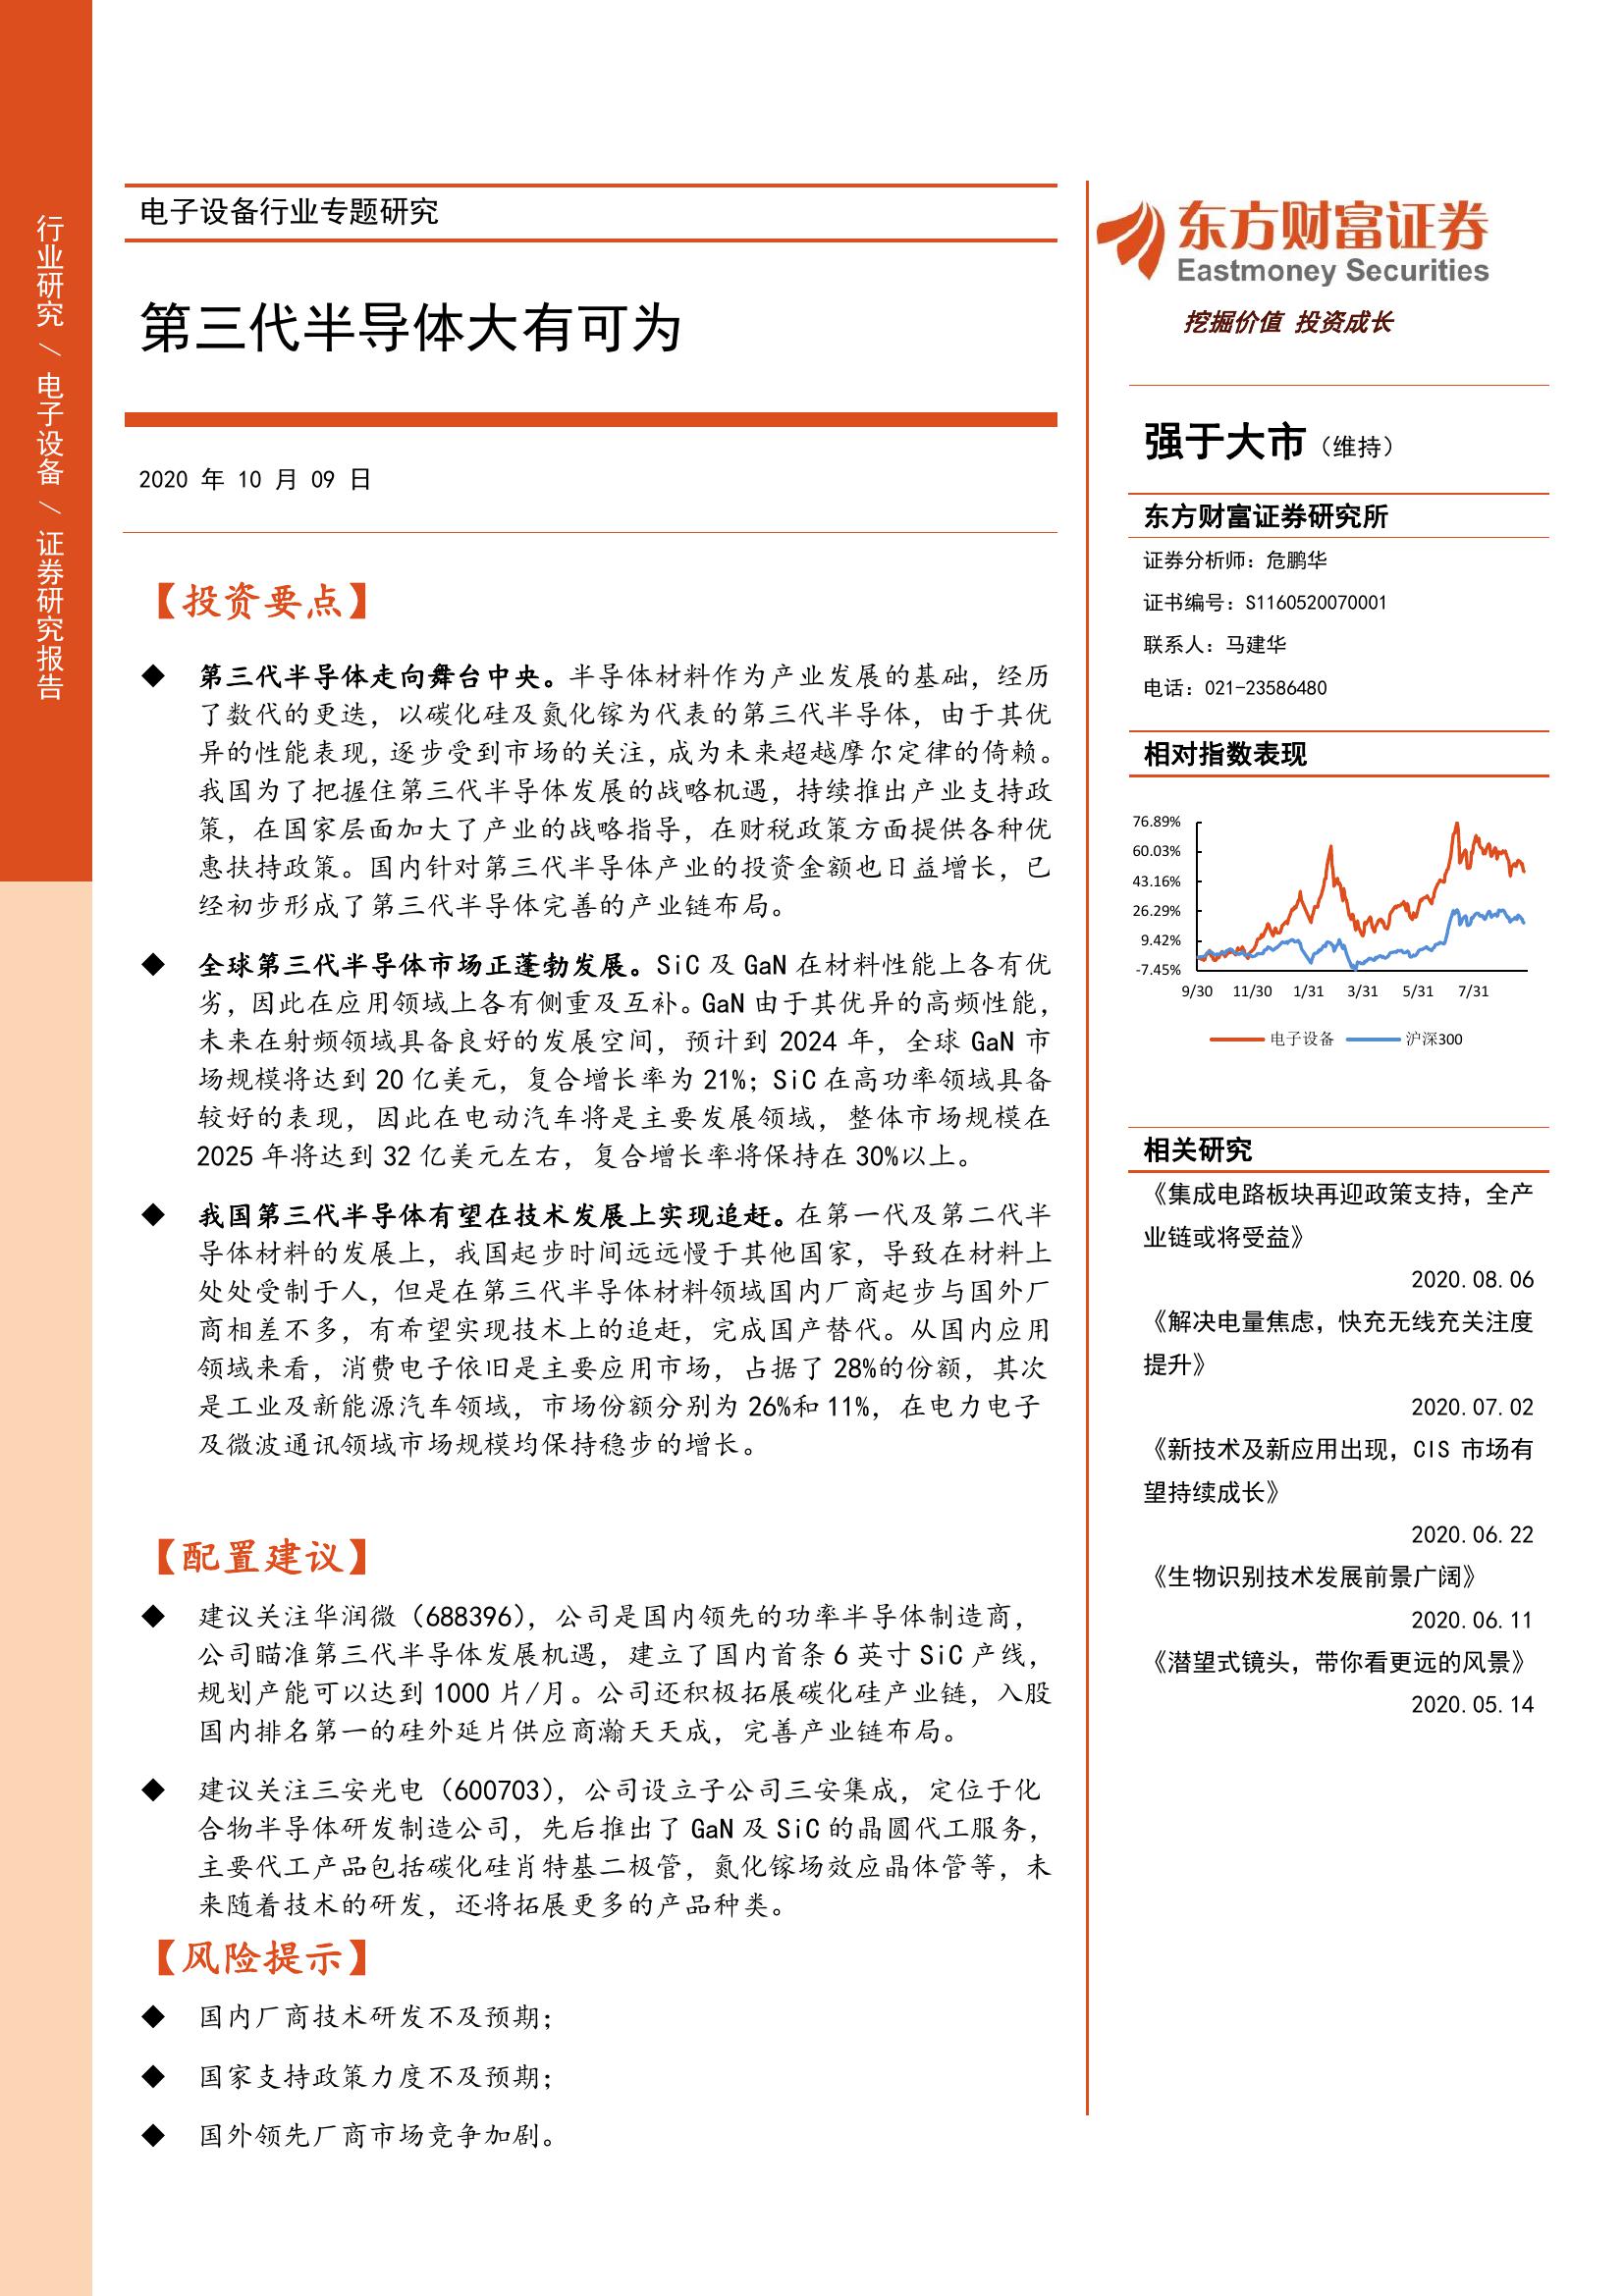 行业研究 / 电子设备 / 证券研究报告
电子设备行业专题研究
第三代半导体大有可为
2020 年 10 月 09 日
【投资要点】
◆ 第三代半导体走向舞台中央。半导体材料作为产业发展的基础，经历
了数代的更迭，以碳化硅及氮化镓为代表的第三代半导体，由于其优
异的性能表现，逐步受到市场的关注，成为未来超越摩尔定律的倚赖。
我国为了把握住第三代半导体发展的战略机遇，持续推出产业支持政
策，在国家层面加大了产业的战略指导，在财税政策方面提供各种优
惠扶持政策。国内针对第三代半导体产业的投资金额也日益增长，已
经初步形成了第三代半导体完善的产业链布局。
◆ 全球第三代半导体市场正蓬勃发展。SiC 及 GaN 在材料性能上各有优
劣，因此在应用领域上各有侧重及互补。GaN 由于其优异的高频性能，
未来在射频领域具备良好的发展空间，预计到 2024 年，全球 GaN 市
场规模将达到 20 亿美元，复合增长率为 21%；SiC 在高功率领域具备
较好的表现，因此在电动汽车将是主要发展领域，整体市场规模在
2025 年将达到 32 亿美元左右，复合增长率将保持在 30%以上。
◆ 我国第三代半导体有望在技术发展上实现追赶。在第一代及第二代半
导体材料的发展上，我国起步时间远远慢于其他国家，导致在材料上
处处受制于人，但是在第三代半导体材料领域国内厂商起步与国外厂
商相差不多，有希望实现技术上的追赶，完成国产替代。从国内应用
领域来看，消费电子依旧是主要应用市场，占据了 28%的份额，其次
是工业及新能源汽车领域，市场份额分别为 26%和 11%，在电力电子
及微波通讯领域市场规模均保持稳步的增长。
【配置建议】
◆ 建议关注华润微（688396），公司是国内领先的功率半导体制造商，
公司瞄准第三代半导体发展机遇，建立了国内首条 6 英寸 SiC 产线，
规划产能可以达到 1000 片/月。公司还积极拓展碳化硅产业链，入股
国内排名第一的硅外延片供应商瀚天天成，完善产业链布局。
◆ 建议关注三安光电（600703），公司设立子公司三安集成，定位于化
合物半导体研发制造公司，先后推出了 GaN 及 SiC 的晶圆代工服务，
主要代工产品包括碳化硅肖特基二极管，氮化镓场效应晶体管等，未
来随着技术的研发，还将拓展更多的产品种类。
【风险提示】
◆ 国内厂商技术研发不及预期；
◆ 国家支持政策力度不及预期；
◆ 国外领先厂商市场竞争加剧。
东方财富证券
Eastmoney Securities
挖掘价值 投资成长
强于大市（维持）
东方财富证券研究所
证券分析师：危鹏华
证书编号：S1160520070001
联系人：马建华
电话：021-23586480
相对指数表现
76.89%
60.03%
43.16%
26.29%
9.42%
-7.45%
9/30 11/30 1/31 3/31 5/31 7/31
电子设备 沪深300
相关研究
《集成电路板块再迎政策支持，全产
业链或将受益》
2020.08.06
《解决电量焦虑，快充无线充关注度
提升》
2020.07.02
《新技术及新应用出现，CIS 市场有
望持续成长》
2020.06.22
《生物识别技术发展前景广阔》
2020.06.11
《潜望式镜头，带你看更远的风景》
2020.05.14